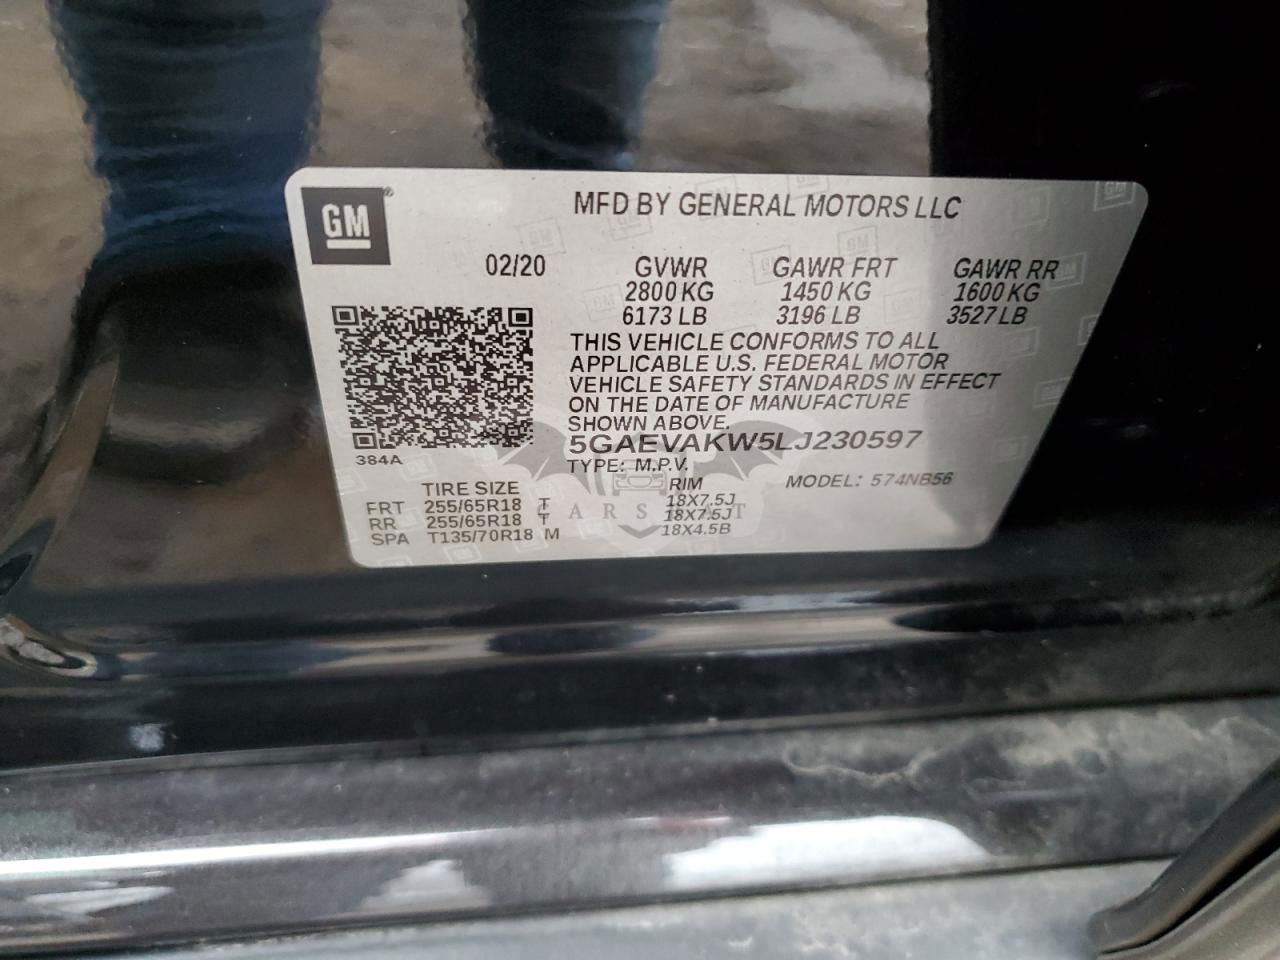 GM®
MFD BY GENERAL MOTORS LLC
02/20 GVWR GAWR FRT GAWR RR
2800 KG 1450 KG 1600 KG
6173 LB 3196 LB 3527 LB
THIS VEHICLE CONFORMS TO ALL
APPLICABLE U.S. FEDERAL MOTOR
VEHICLE SAFETY STANDARDS IN EFFECT
ON THE DATE OF MANUFACTURE
SHOWN ABOVE.
5GAEVAKW5LJ230597
384A
TYPE: M.P.V.
MODEL: 574NB56
TIRE SIZE RIM
FRT 255/65R18 T 18X7.5J
RR 255/65R18 T 18X7.5J
SPA T135/70R18 M 18X4.5B